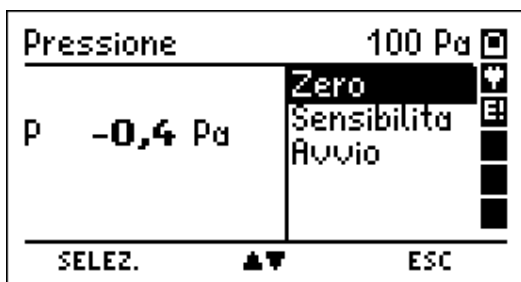 Pressione 100 Pa
Zero
Sensibilita
P -0,4 Pa
Avvio
SELEZ. ▲▼ ESC